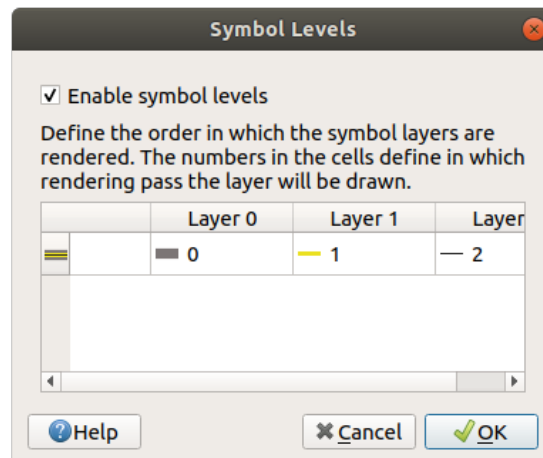 Symbol Levels
Enable symbol levels
Define the order in which the symbol layers are
rendered. The numbers in the cells define in which
rendering pass the layer will be drawn.
Layer 0 Layer 1 Layer
0 1 2
Help Cancel OK